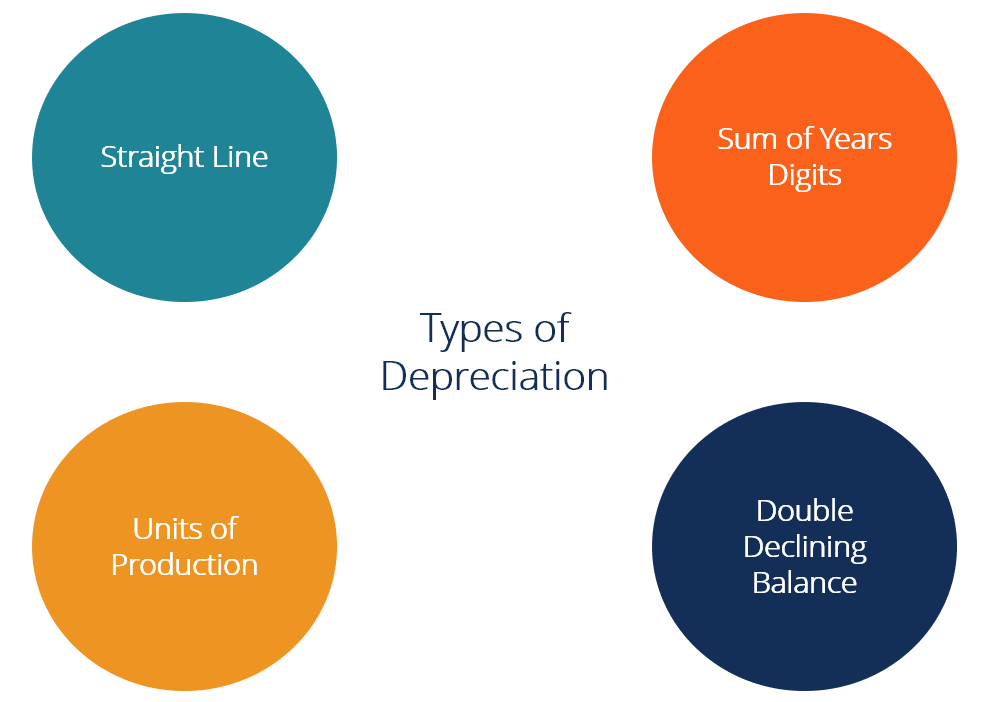 Straight Line
Sum of Years
Digits
Types of
Depreciation
Units of
Production
Double
Declining
Balance